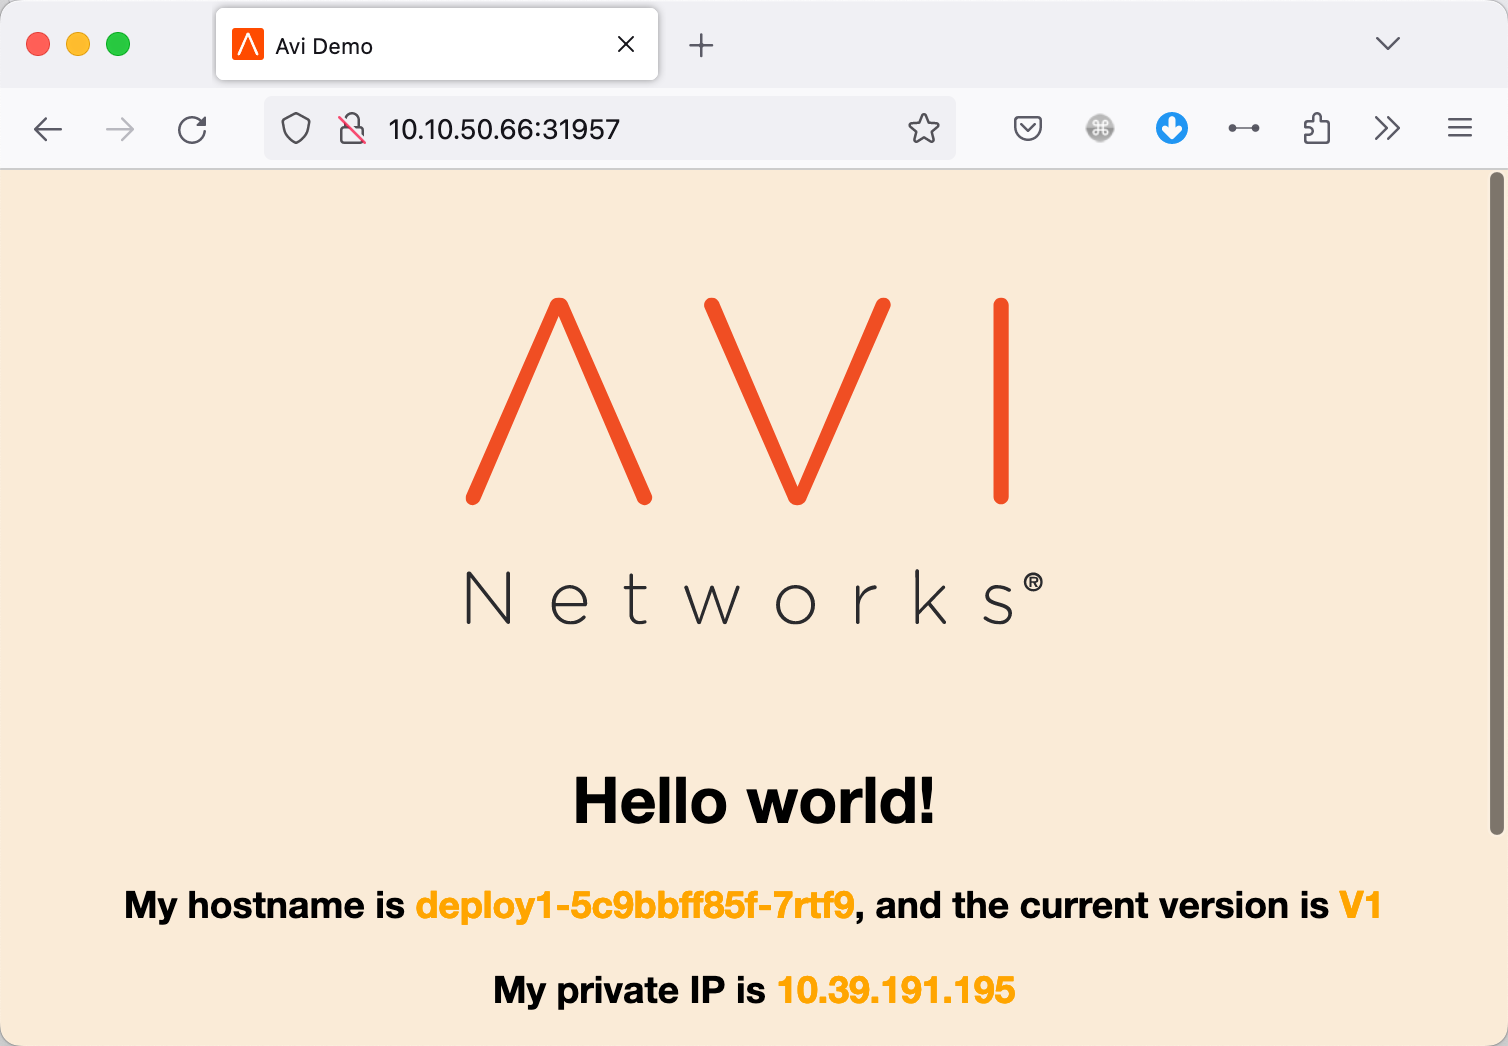 Avi Demo
10.10.50.66:31957
AVI
Networks®
Hello world!
My hostname is deploy1-5c9bbff85f-7rtf9, and the current version is V1
My private IP is 10.39.191.195